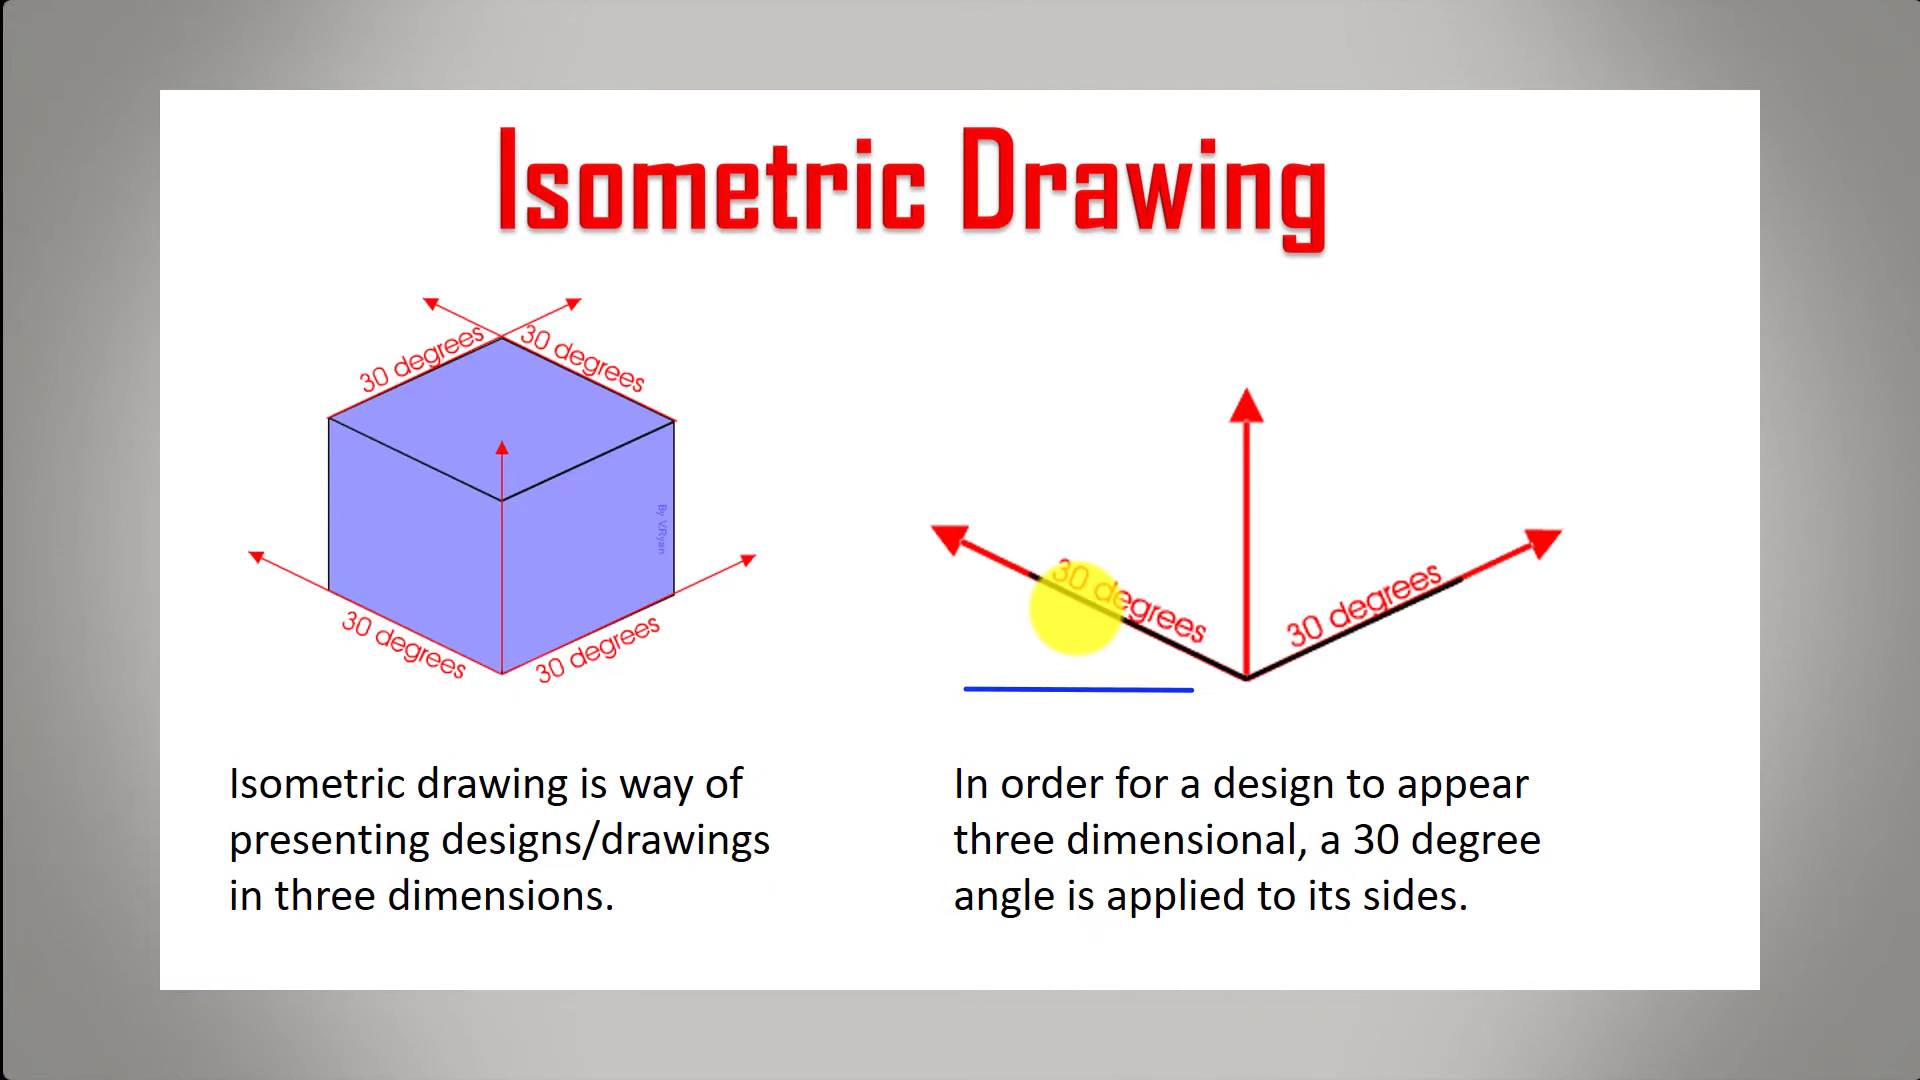 Isometric Drawing
30 degrees
30 degrees
By V.Ryan
30 degrees
30 degrees
30 degrees
30 degrees
Isometric drawing is way of
presenting designs/drawings
in three dimensions.
In order for a design to appear
three dimensional, a 30 degree
angle is applied to its sides.